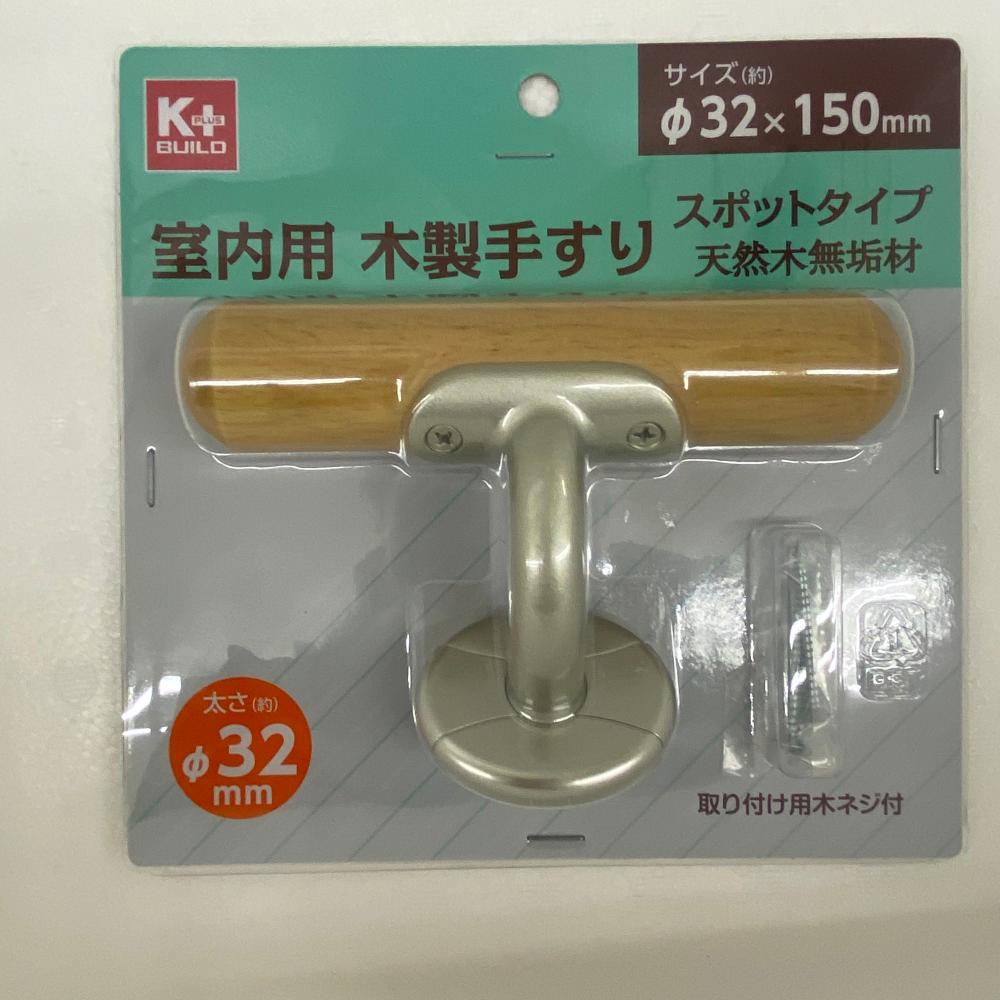 K+
PLUS
BUILD
サイズ(約)
φ32×150mm
室内用 木製手すり
スポットタイプ
天然木無垢材
太さ(約)
φ32
mm
取り付け用木ネジ付